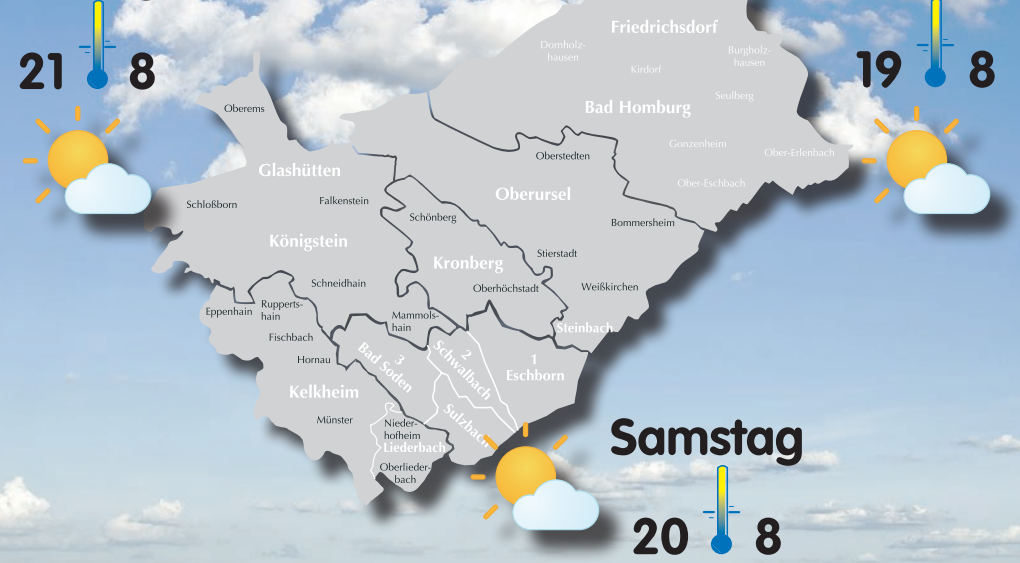 Friedrichsdorf
Dornholz-
hausen
Burgholz-
hausen
Kirdorf
21 8
19 8
Seulberg
Bad Homburg
Oberems
Gonzenheim
Ober-Erlenbach
Oberstedten
Glashütten
Ober-Eschbach
Oberursel
Schloßborn
Falkenstein
Schönberg
Bommersheim
Königstein
Stierstadt
Kronberg
Schneidhain
Oberhöchstadt
Weißkirchen
Eppenhain
Rupperts-
hain
Mammols-
hain
Steinbach
Fischbach
Hornau
3
Bad Soden
2
Schwalbach
1
Eschborn
Kelkheim
Münster
Sulzbach
Nieder-
hofheim
Liederbach
Oberlieder-
bach
Samstag
20 8